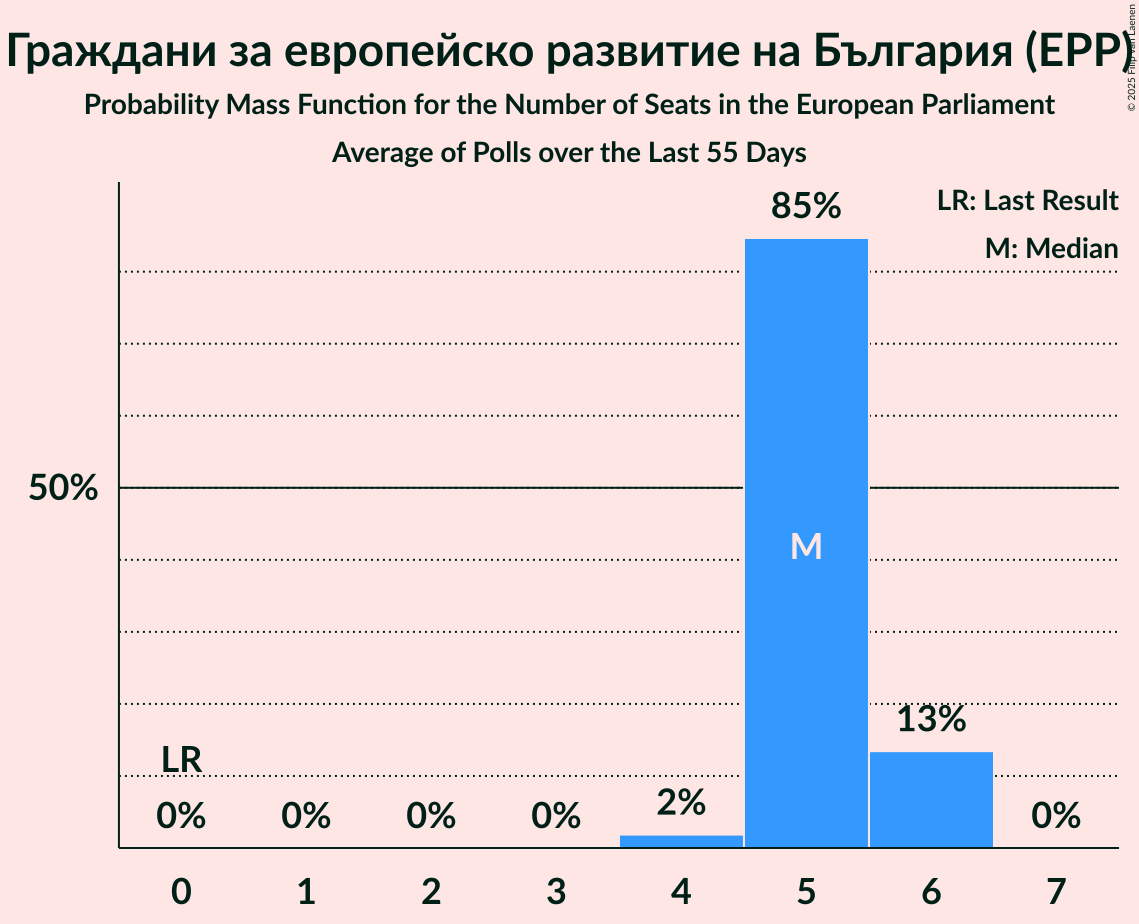 Граждани за европейско развитие на България (EPP)
Probability Mass Function for the Number of Seats in the European Parliament
Average of Polls over the Last 55 Days
© 2025 Filip van Laenen
LR: Last Result
M: Median
85%
50%
M
13%
LR
2%
0% 0% 0% 0% 0%
0 1 2 3 4 5 6 7